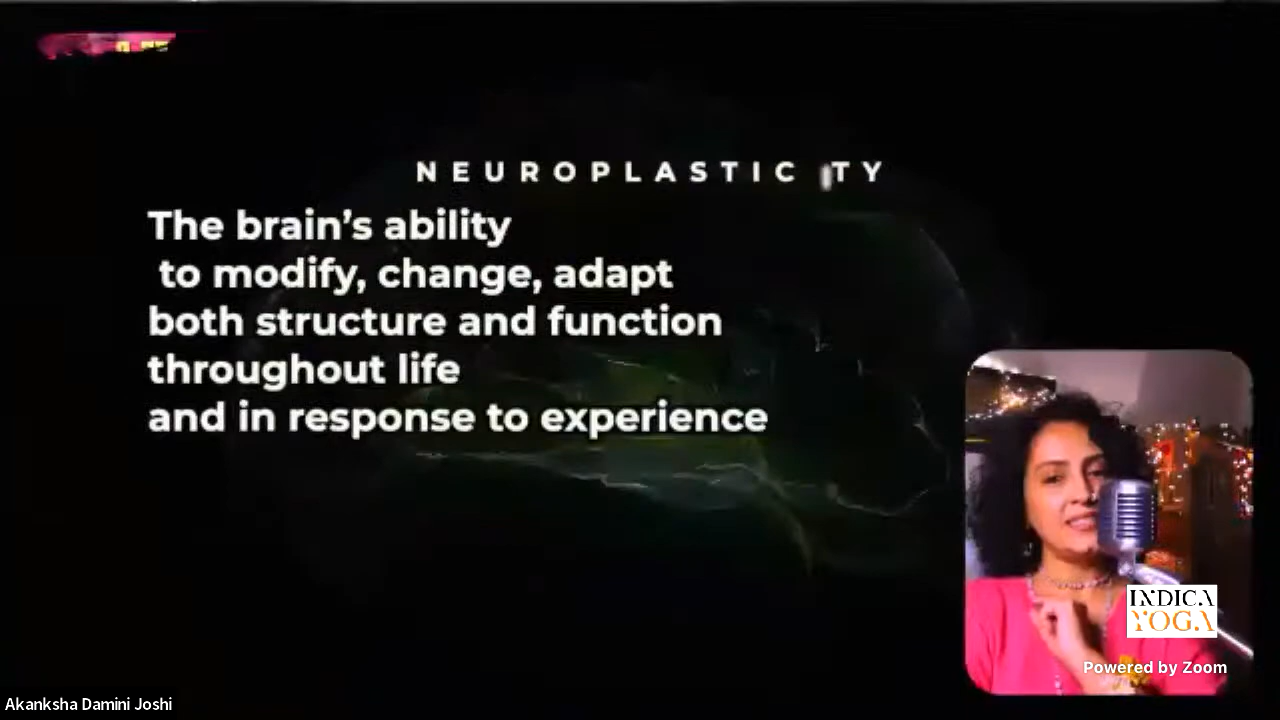 NEUROPLASTICITY
The brain's ability
to modify, change, adapt
both structure and function
throughout life
and in response to experience
INDICA
YOGA
Powered by Zoom
Akanksha Damini Joshi